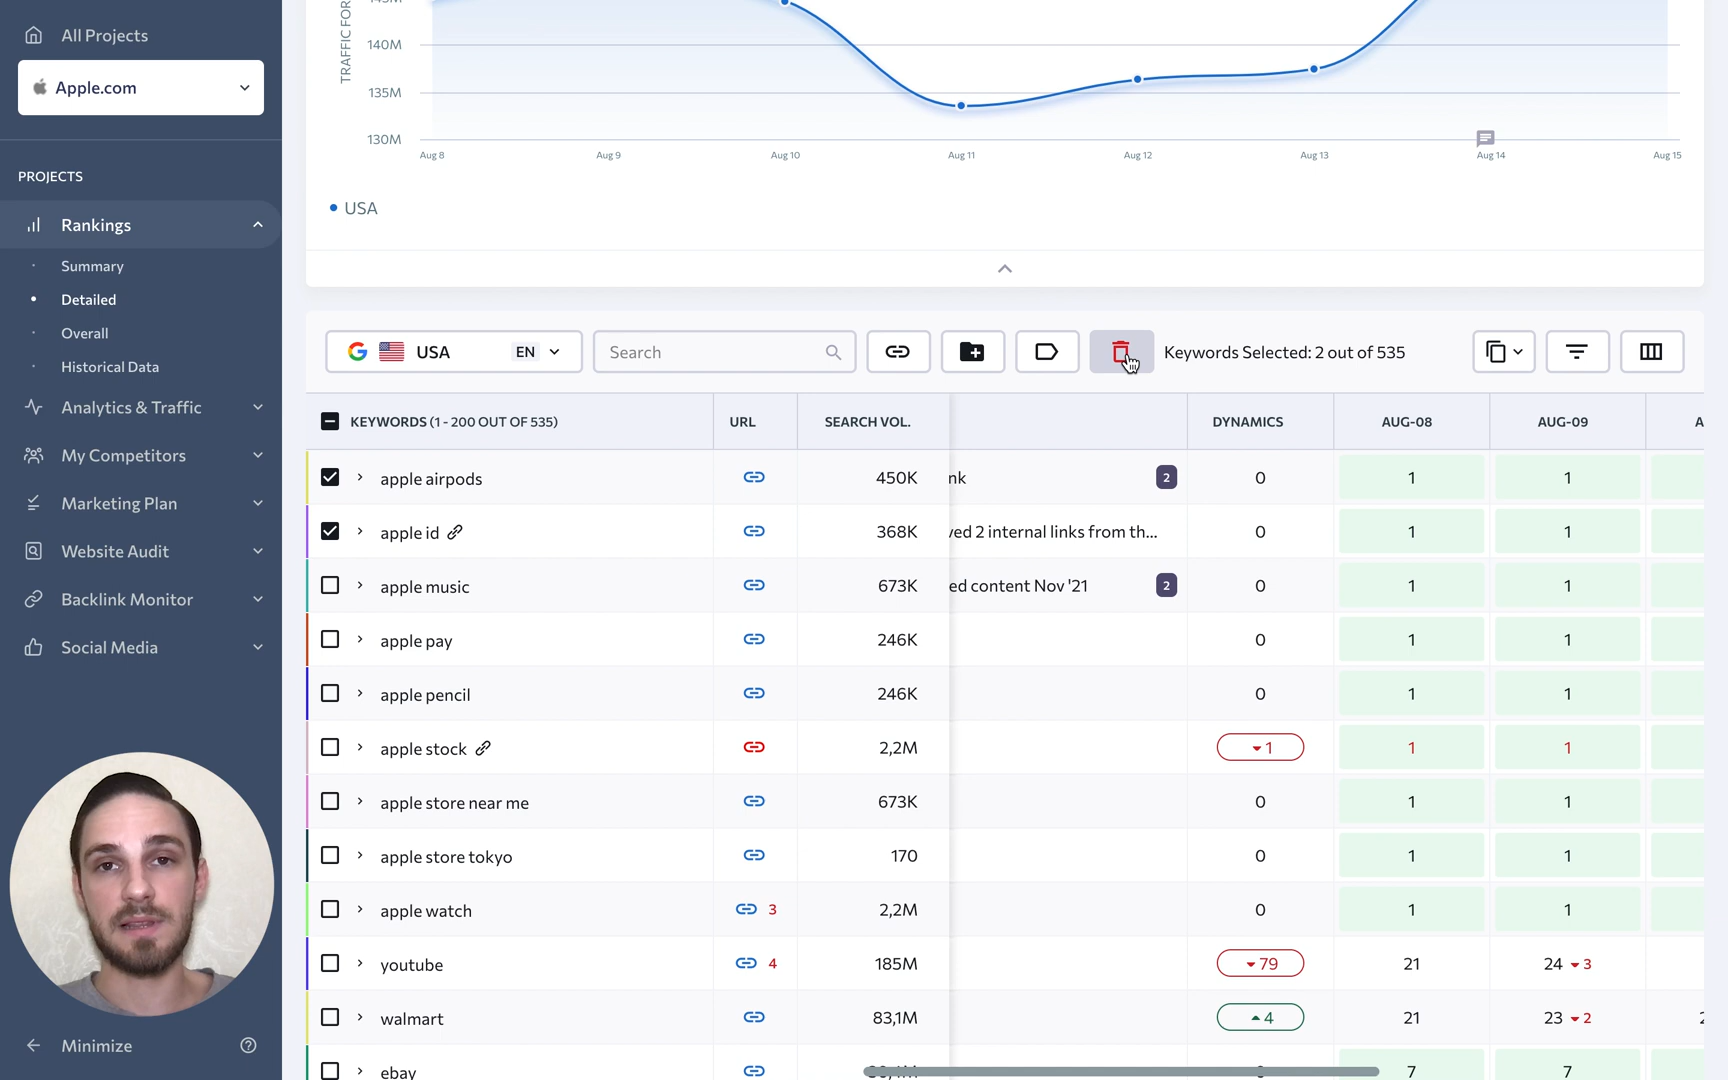 All Projects
Apple.com
PROJECTS
Rankings
Summary
Detailed
Overall
Historical Data
Analytics & Traffic
My Competitors
Marketing Plan
Website Audit
Backlink Monitor
Social Media
Minimize
TRAFFIC FOR
140M
135M
130M
Aug 8 Aug 9 Aug 10 Aug 11 Aug 12 Aug 13 Aug 14 Aug 15
USA
USA EN Search Keywords Selected: 2 out of 535
KEYWORDS (1 - 200 OUT OF 535) URL SEARCH VOL. DYNAMICS AUG-08 AUG-09 A
apple airpods 450K nk 2 0 1 1
apple id 368K ved 2 internal links from th... 0 1 1
apple music 673K ed content Nov '21 2 0 1 1
apple pay 246K 0 1 1
apple pencil 246K 0 1 1
apple stock 2,2M 1 1 1
apple store near me 673K 0 1 1
apple store tokyo 170 0 1 1
apple watch 3 2,2M 0 1 1
youtube 4 185M 79 21 24 3
walmart 83,1M 4 21 23 2
ebay 7 7